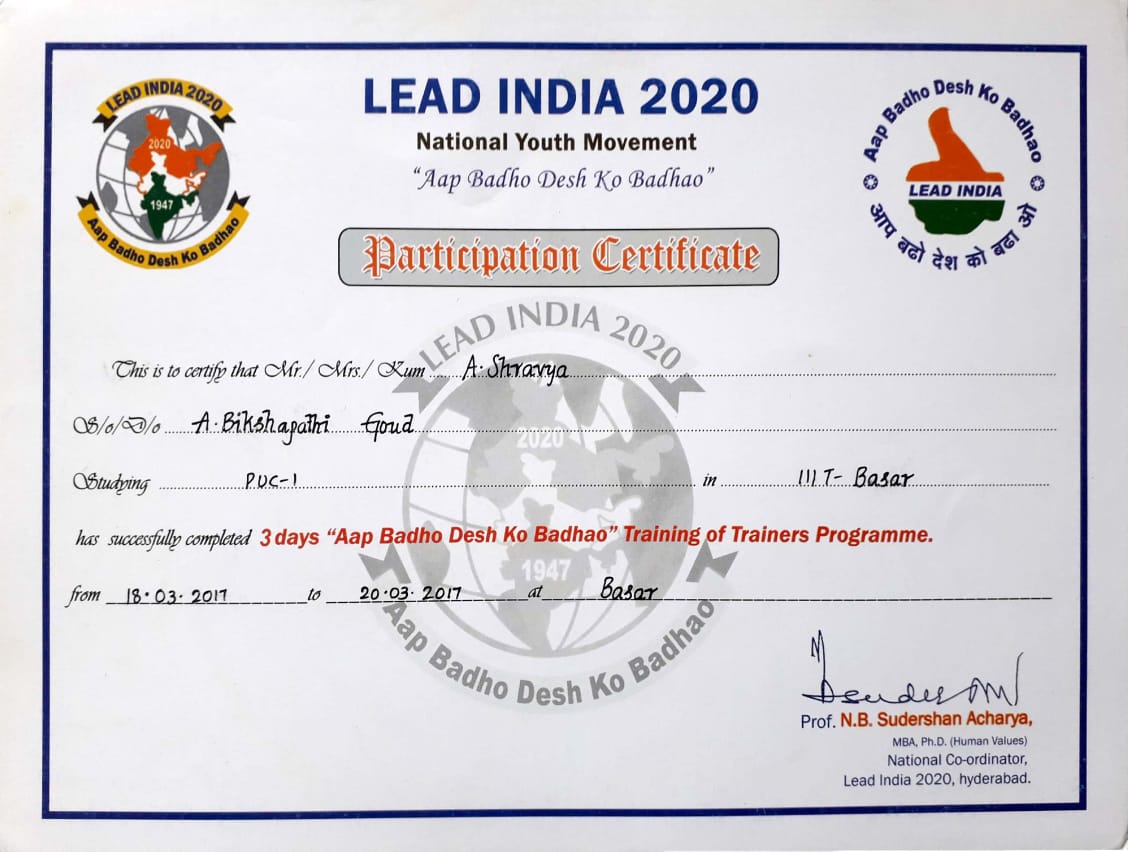 LEAD INDIA 2020
National Youth Movement
"Aap Badho Desh Ko Badhao"
LEAD INDIA 2020
2020
1947
Aap Badho Desh Ko Badhao
Aap Badho Desh Ko Badhao
LEAD INDIA
आप बढो देश को बढा ओ
Participation Certificate
LEAD INDIA 2020
This is to certify that Mr./ Mrs./ Kum A. Shravya
S/o/D/o A. Bikshapathi Goud
2020
Studying PUC-1 in IIIT- Basar
has successfully completed 3 days "Aap Badho Desh Ko Badhao" Training of Trainers Programme.
1947
from 18.03.2017 to 20.03.2017 at Basar
Aap Badho Desh Ko Badhao
Prof. N.B. Sudershan Acharya,
MBA, Ph.D. (Human Values)
National Co-ordinator,
Lead India 2020, hyderabad.